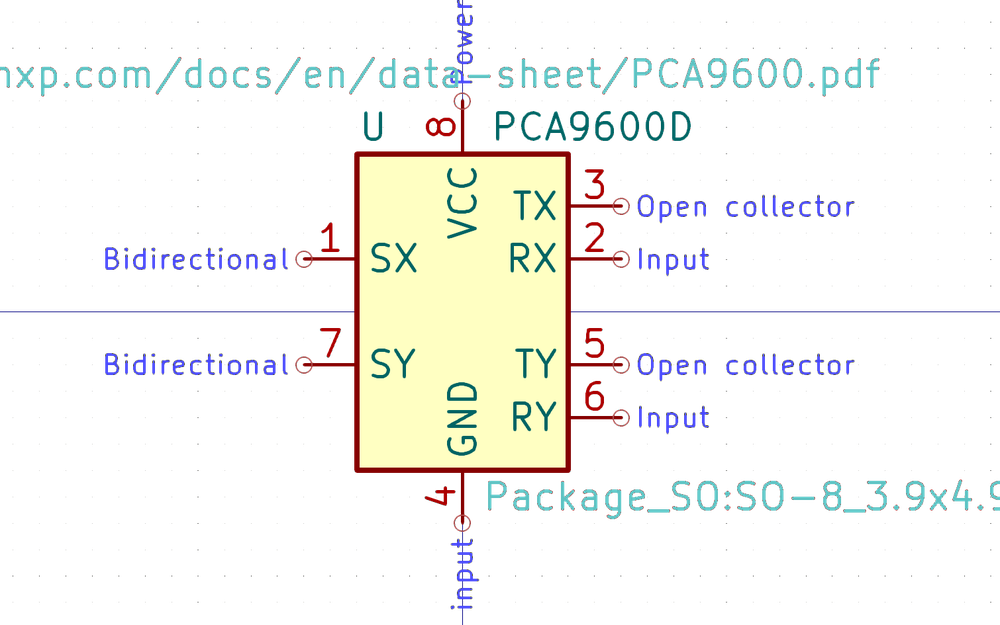 Power
nxp.com/docs/en/data-sheet/PCA9600.pdf
U
8
PCA9600D
VCC
TX
3
Open collector
Bidirectional
1
SX
RX
2
Input
Bidirectional
7
SY
TY
5
Open collector
GND
RY
6
Input
4
Package_SO:SO-8_3.9x4.9
input